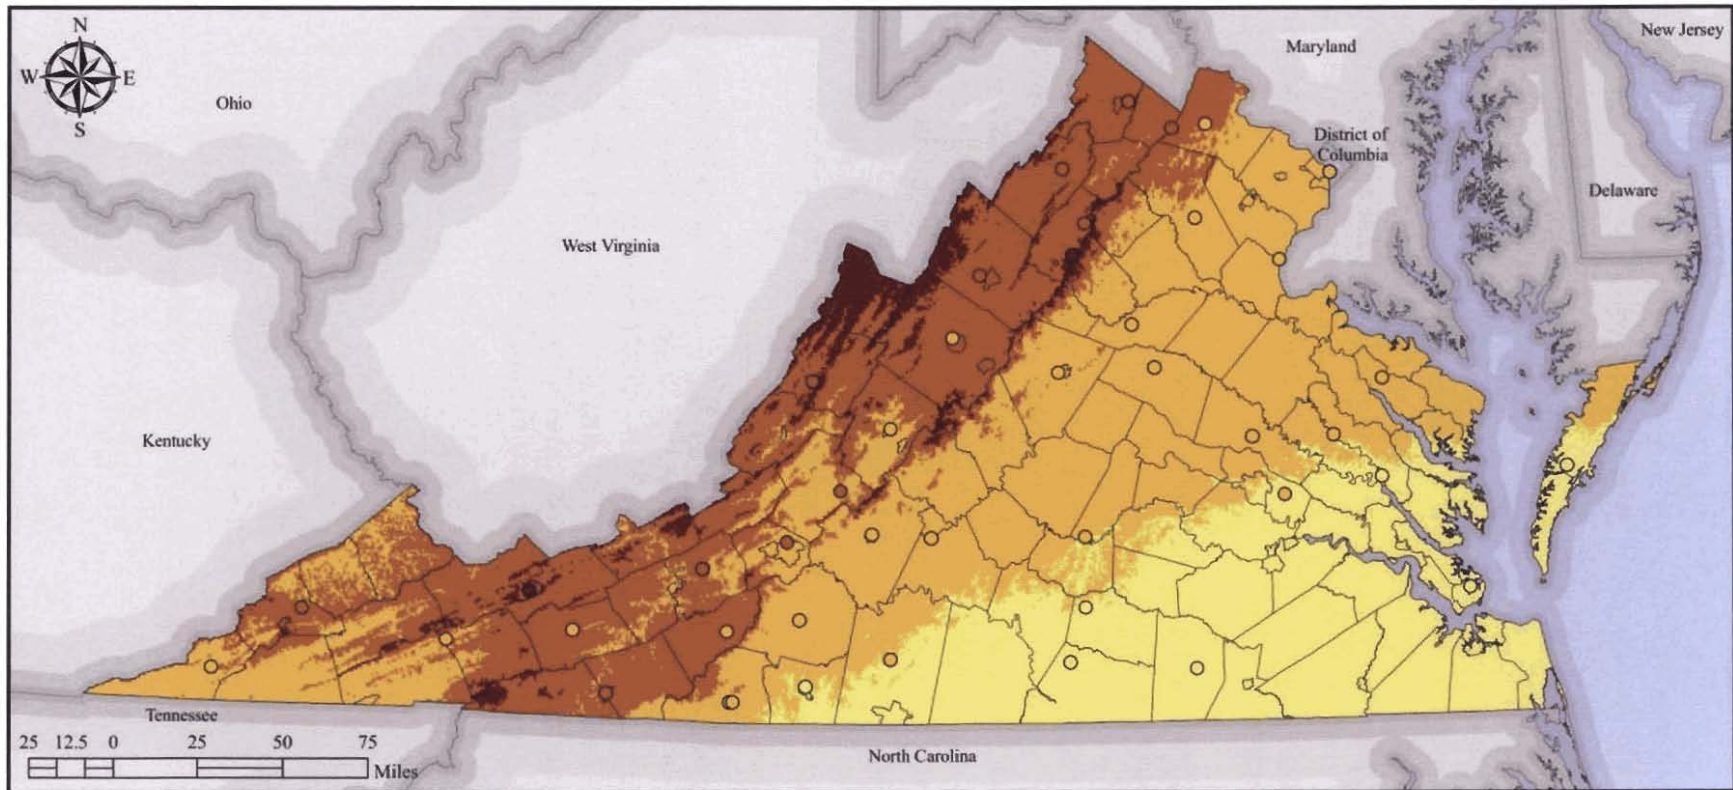 N
W E
S
Ohio
Maryland
New Jersey
District of
Columbia
Delaware
West Virginia
Kentucky
Tennessee
North Carolina
25 12.5 0 25 50 75
Miles